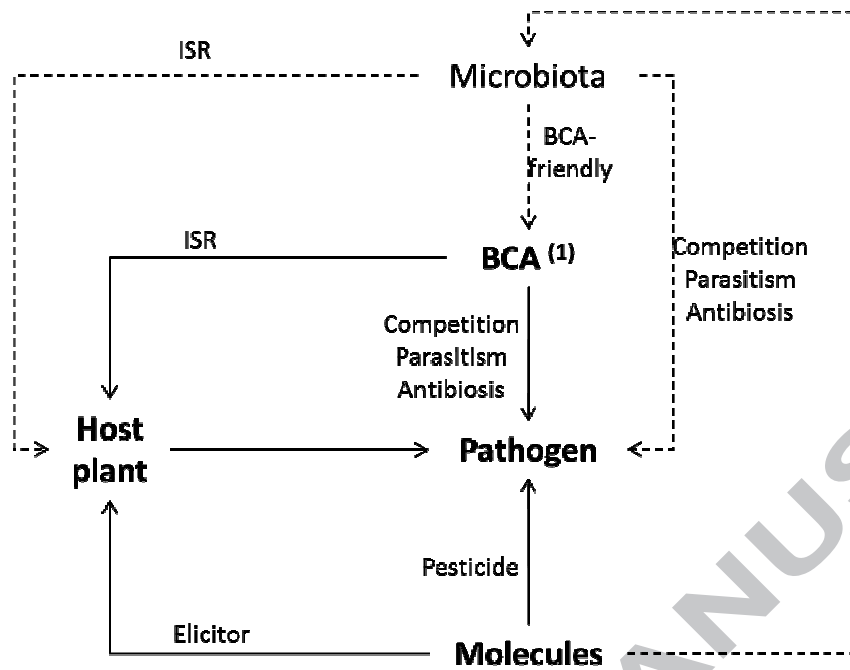 ISR
Microbiota
BCA-
friendly
ISR
BCA (1)
Competition
Parasitism
Antibiosis
Competition
Parasitism
Antibiosis
Host
plant
Pathogen
Pesticide
Elicitor
Molecules
ANUS